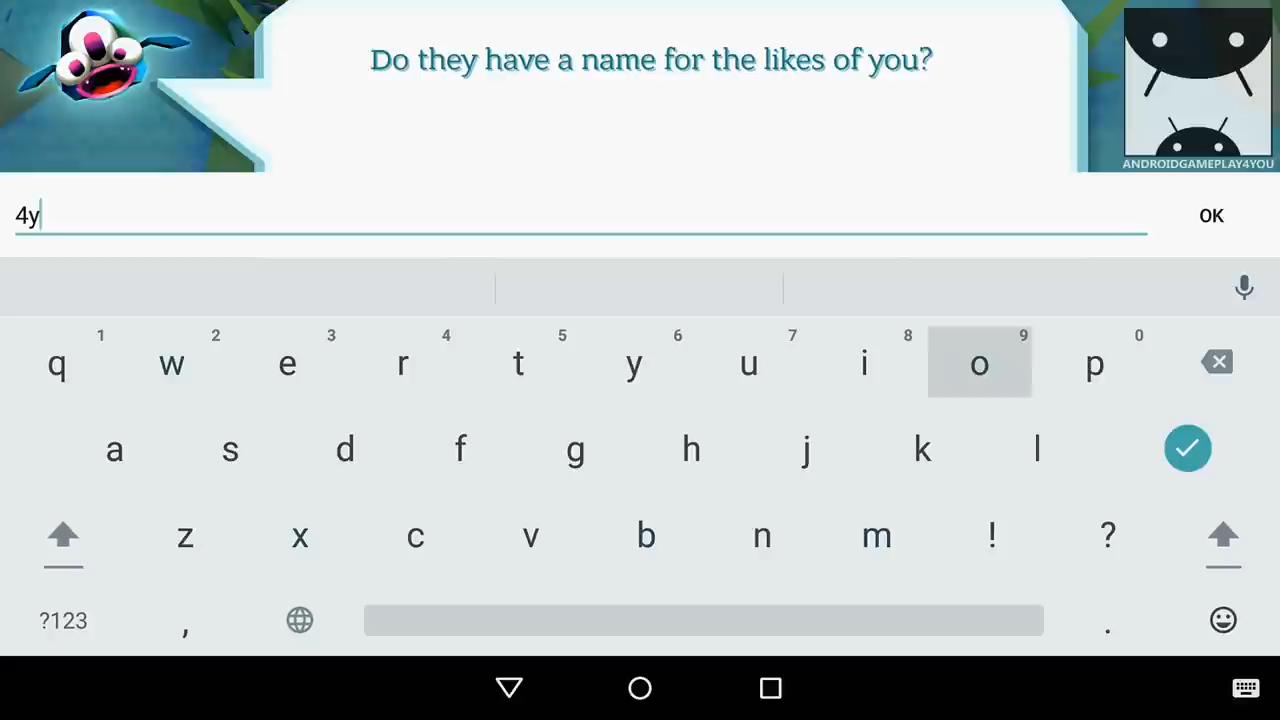 Do they have a name for the likes of you?
ANDROIDGAMEPLAY4YOU
4y
OK
1 2 3 4 5 6 7 8 9 0
q w e r t y u i o p
a s d f g h j k l
z x c v b n m ! ?
?123 , .